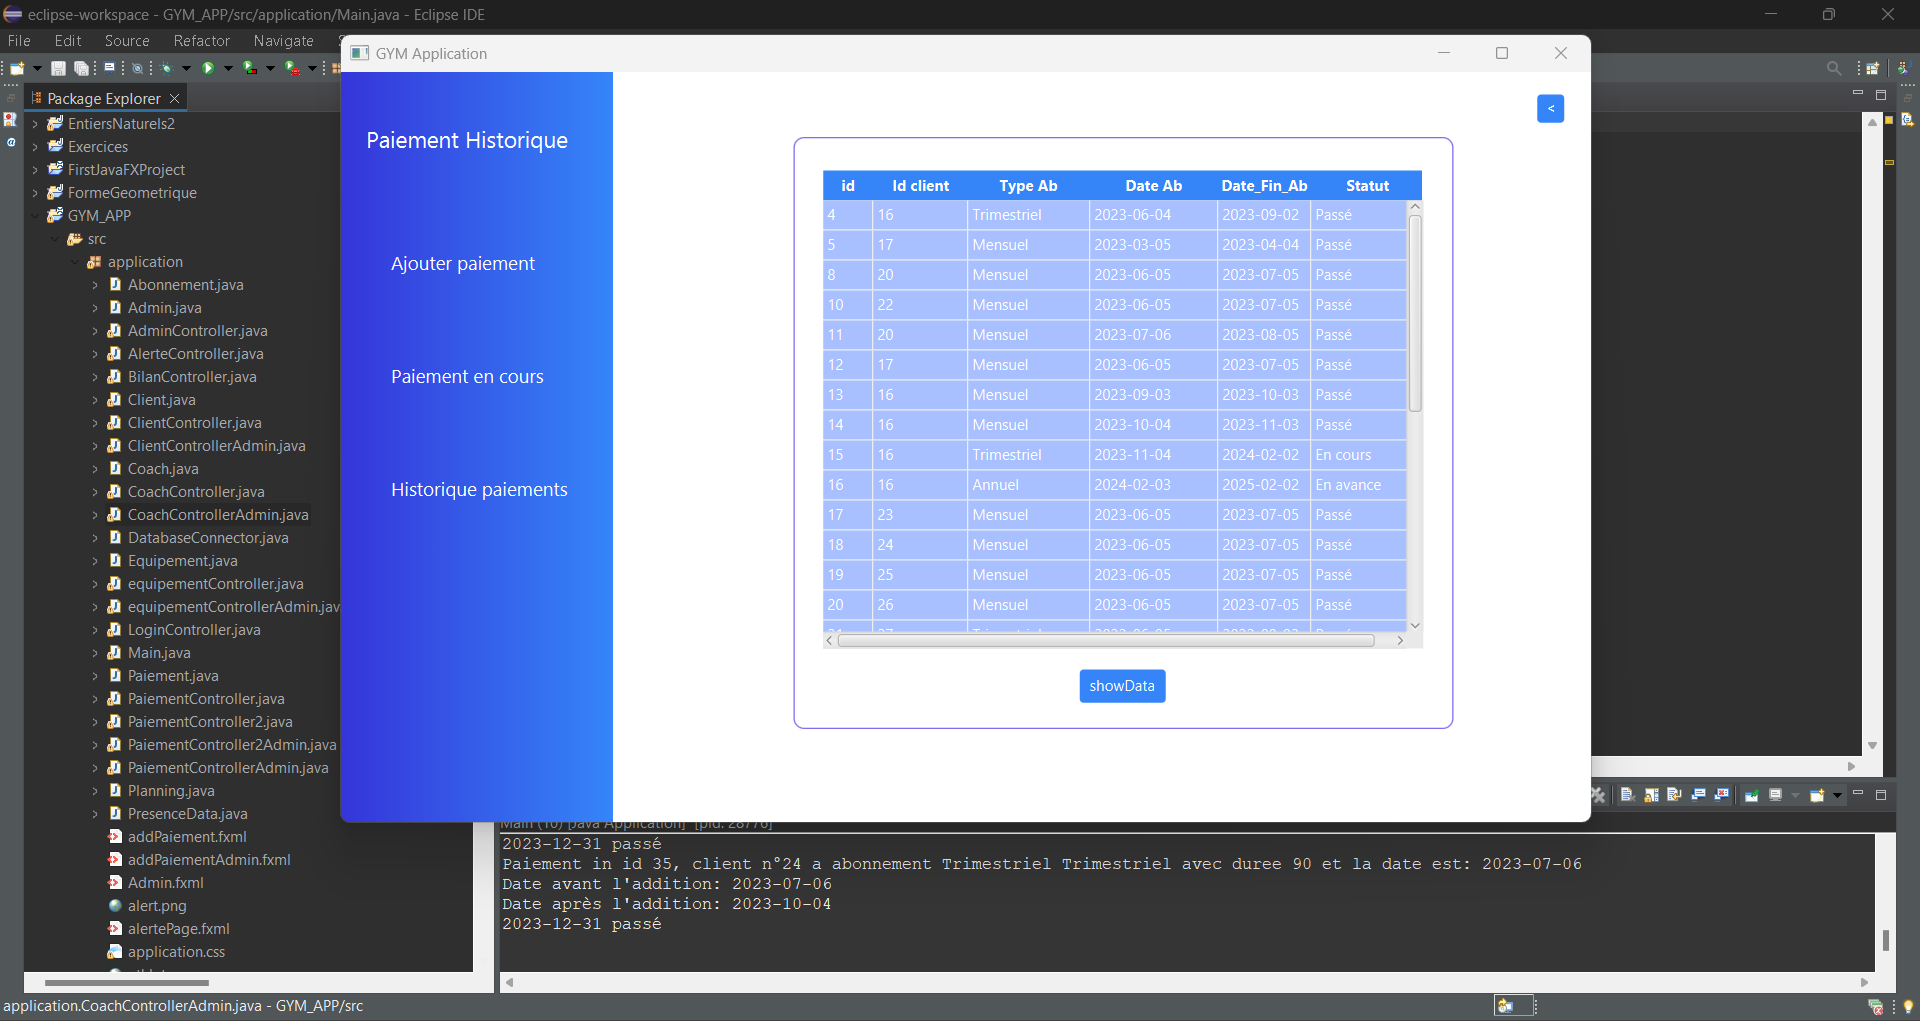 eclipse-workspace - GYM_APP/src/application/Main.java - Eclipse IDE
File Edit Source Refactor Navigate
Package Explorer
EntiersNaturels2
Exercices
FirstJavaFXProject
FormeGeometrique
GYM_APP
src
application
Abonnement.java
Admin.java
AdminController.java
AlerteController.java
BilanController.java
Client.java
ClientController.java
ClientControllerAdmin.java
Coach.java
CoachController.java
CoachControllerAdmin.java
DatabaseConnector.java
Equipement.java
equipementController.java
equipementControllerAdmin.jav
LoginController.java
Main.java
Paiement.java
PaiementController.java
PaiementController2.java
PaiementController2Admin.java
PaiementControllerAdmin.java
Planning.java
PresenceData.java
addPaiement.fxml
addPaiementAdmin.fxml
Admin.fxml
alert.png
alertePage.fxml
application.css
GYM Application
Paiement Historique
Ajouter paiement
Paiement en cours
Historique paiements
<
id Id client Type Ab Date Ab Date_Fin_Ab Statut
4 16 Trimestriel 2023-06-04 2023-09-02 Passé
5 17 Mensuel 2023-03-05 2023-04-04 Passé
8 20 Mensuel 2023-06-05 2023-07-05 Passé
10 22 Mensuel 2023-06-05 2023-07-05 Passé
11 20 Mensuel 2023-07-06 2023-08-05 Passé
12 17 Mensuel 2023-06-05 2023-07-05 Passé
13 16 Mensuel 2023-09-03 2023-10-03 Passé
14 16 Mensuel 2023-10-04 2023-11-03 Passé
15 16 Trimestriel 2023-11-04 2024-02-02 En cours
16 16 Annuel 2024-02-03 2025-02-02 En avance
17 23 Mensuel 2023-06-05 2023-07-05 Passé
18 24 Mensuel 2023-06-05 2023-07-05 Passé
19 25 Mensuel 2023-06-05 2023-07-05 Passé
20 26 Mensuel 2023-06-05 2023-07-05 Passé
showData
Main (10) [Java Application] [pid: 28776]
2023-12-31 passé
Paiement in id 35, client n°24 a abonnement Trimestriel Trimestriel avec duree 90 et la date est: 2023-07-06
Date avant l'addition: 2023-07-06
Date après l'addition: 2023-10-04
2023-12-31 passé
application.CoachControllerAdmin.java - GYM_APP/src